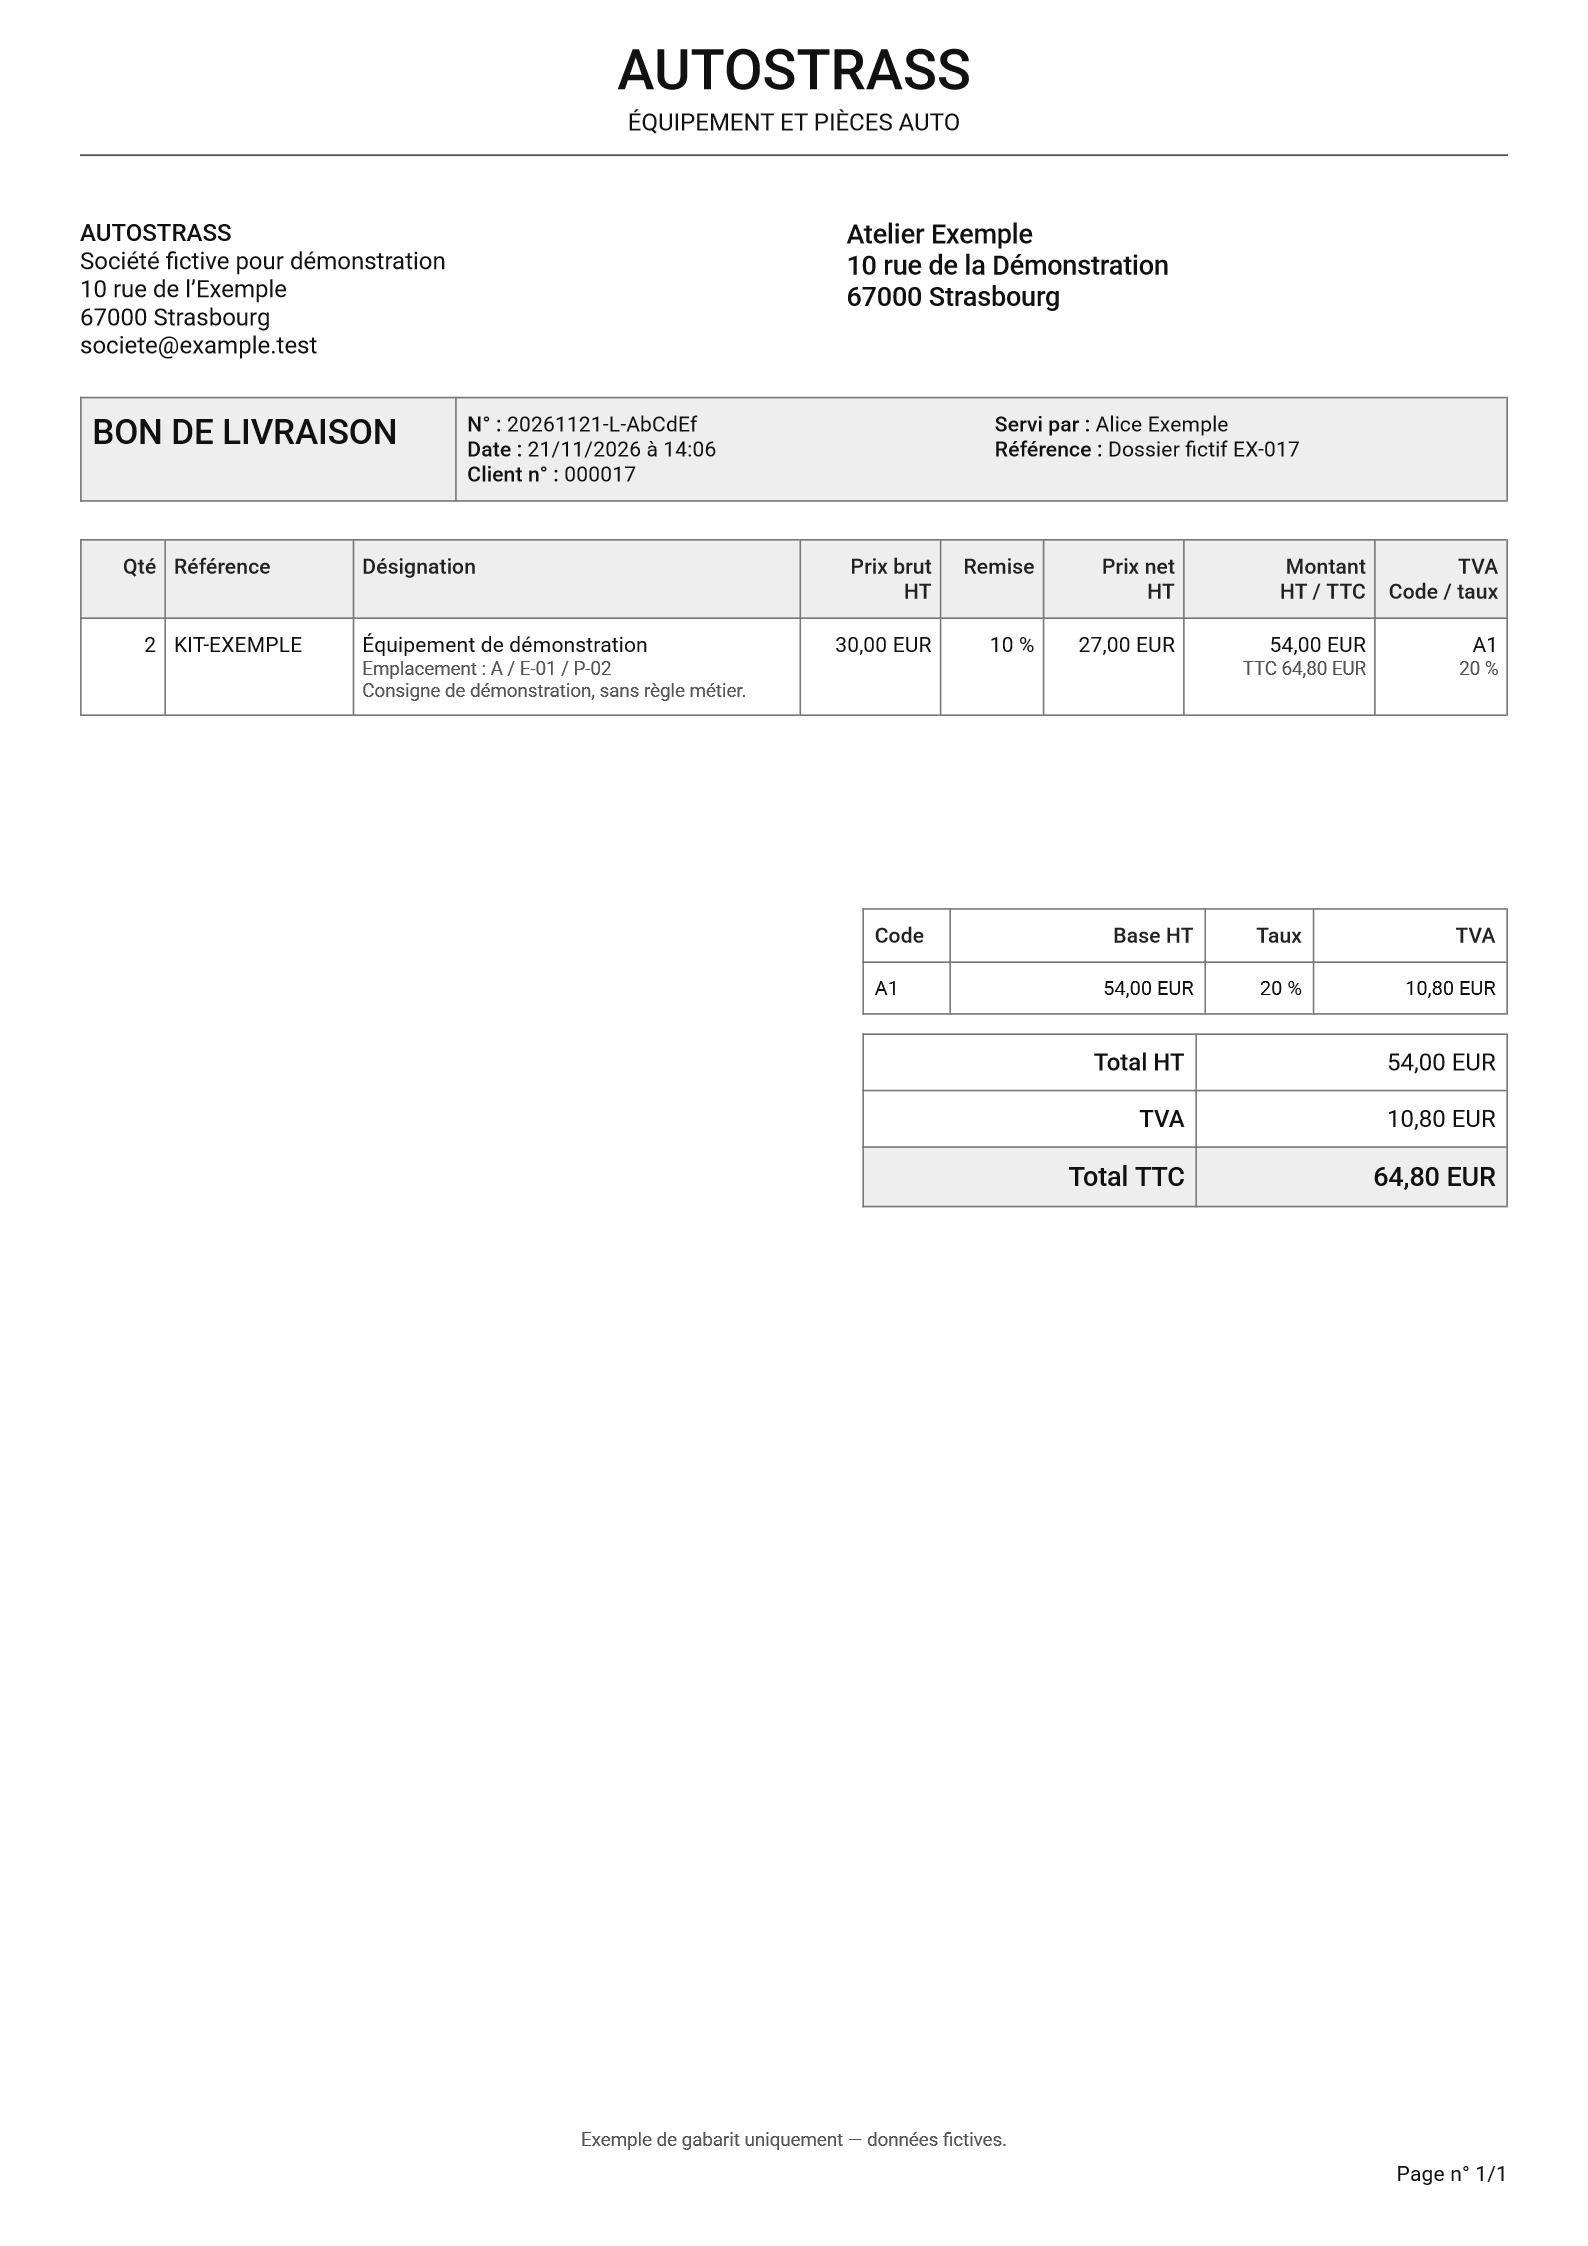 AUTOSTRASS
ÉQUIPEMENT ET PIÈCES AUTO
AUTOSTRASS
Société fictive pour démonstration
10 rue de l’Exemple
67000 Strasbourg
societe@example.test
Atelier Exemple
10 rue de la Démonstration
67000 Strasbourg
BON DE LIVRAISON
N° : 20261121-L-AbCdEf
Date : 21/11/2026 à 14:06
Client n° : 000017
Servi par : Alice Exemple
Référence : Dossier fictif EX-017
Qté Référence Désignation Prix brut HT Remise Prix net HT Montant HT / TTC TVA Code / taux
2 KIT-EXEMPLE Équipement de démonstration 30,00 EUR 10 % 27,00 EUR 54,00 EUR A1
Emplacement : A / E-01 / P-02 TTC 64,80 EUR 20 %
Consigne de démonstration, sans règle métier.
Code Base HT Taux TVA
A1 54,00 EUR 20 % 10,80 EUR
Total HT 54,00 EUR
TVA 10,80 EUR
Total TTC 64,80 EUR
Exemple de gabarit uniquement — données fictives.
Page n° 1/1